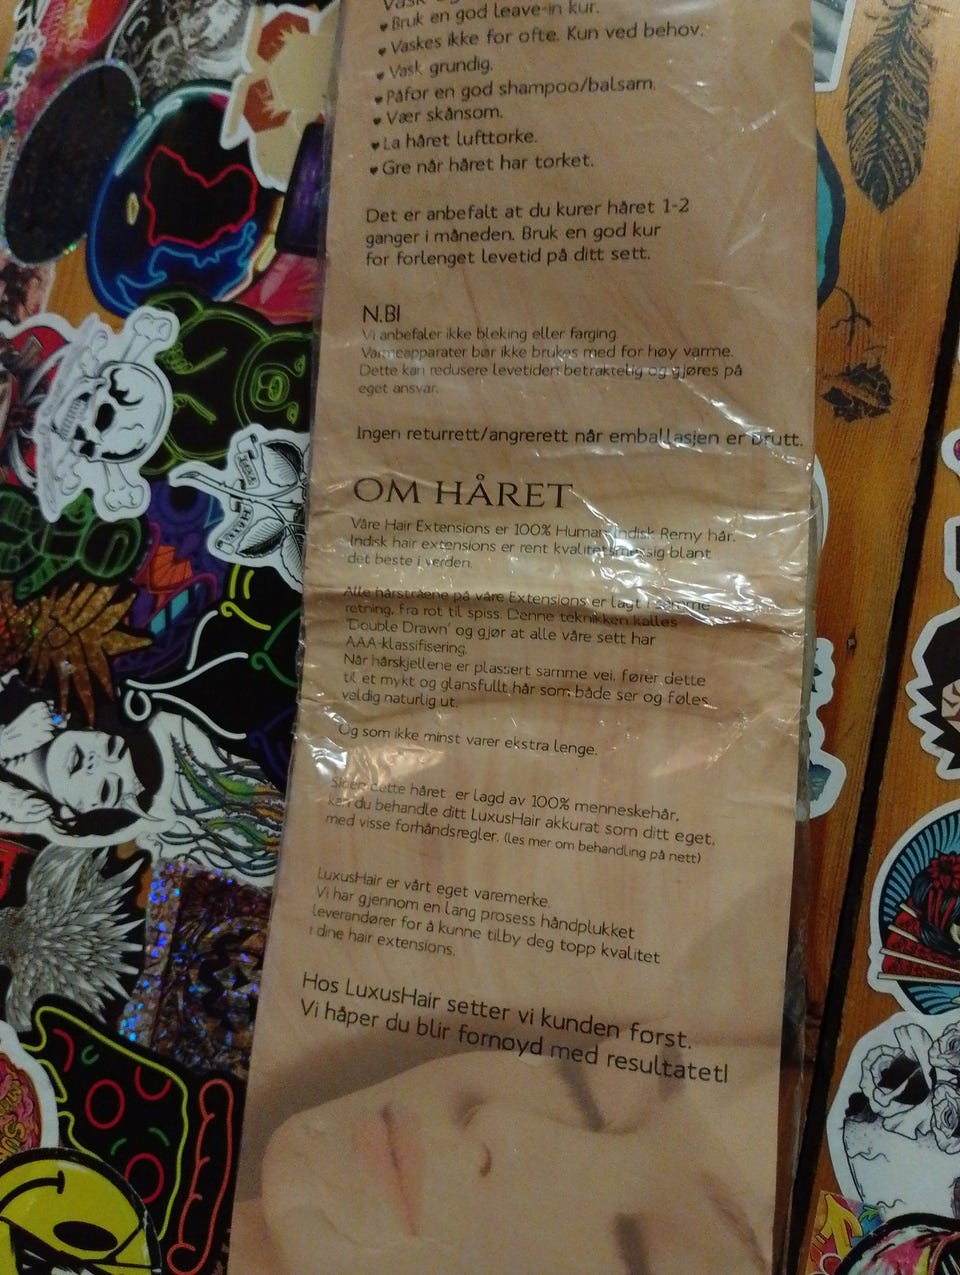 Vask
♥ Bruk en god leave-in kur.
♥ Vaskes ikke for ofte. Kun ved behov.
♥ Vask grundig.
♥ Påfør en god shampoo/balsam.
♥ Vær skånsom.
♥ La håret lufttørke.
♥ Gre når håret har tørket.
Det er anbefalt at du kurer håret 1-2
ganger i måneden. Bruk en god kur
for forlenget levetid på ditt sett.
N.B!
Vi anbefaler ikke bleking eller farging
Varmeapparater bør ikke brukes med for høy varme.
Dette kan redusere levetiden betraktelig og gjøres på
eget ansvar.
Ingen returrett/angrerett når emballasjen er brutt.
OM HÅRET
Våre Hair Extensions er 100% Human Indisk Remy hår.
Indisk hair extensions er rent kvalitetsmessig blant
det beste i verden.
Alle hårstråene på våre Extensions er lagt i samme
retning, fra rot til spiss. Denne teknikken kalles
'Double Drawn' og gjør at alle våre sett har
AAA-klassifisering.
Når hårskjellene er plassert samme vei, fører dette
til et mykt og glansfullt hår som både ser og føles
veldig naturlig ut.
Og som ikke minst varer ekstra lenge.
Siden dette håret er lagd av 100% menneskehår,
kan du behandle ditt LuxusHair akkurat som ditt eget,
med visse forhåndsregler. (les mer om behandling på nett)
LuxusHair er vårt eget varemerke.
Vi har gjennom en lang prosess håndplukket
leverandører for å kunne tilby deg topp kvalitet
i dine hair extensions.
Hos LuxusHair setter vi kunden først.
Vi håper du blir fornøyd med resultatet!